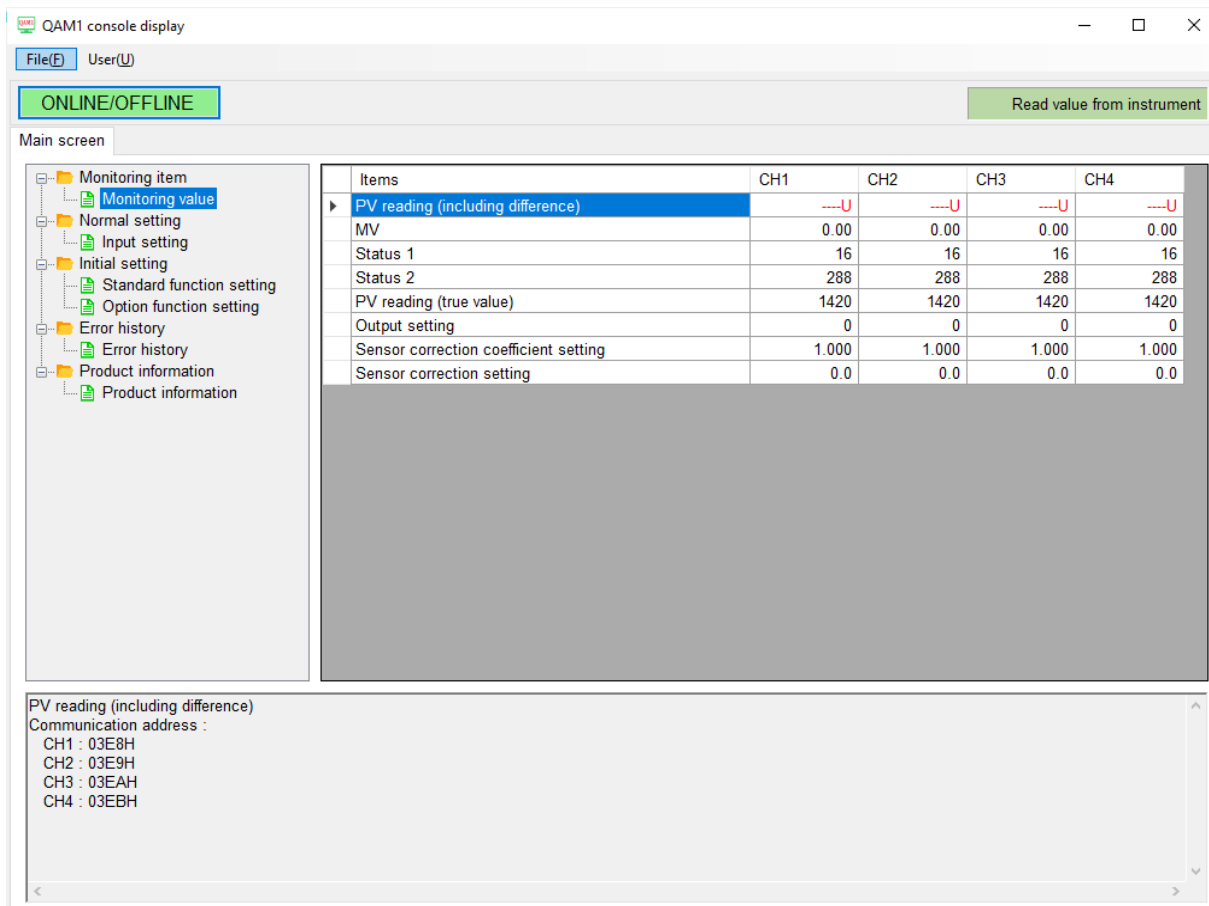 QAM1 console display
File(F) User(U)
ONLINE/OFFLINE
Read value from instrument
Main screen
Monitoring item
Monitoring value
Normal setting
Input setting
Initial setting
Standard function setting
Option function setting
Error history
Error history
Product information
Product information
Items CH1 CH2 CH3 CH4
PV reading (including difference) ----U ----U ----U ----U
MV 0.00 0.00 0.00 0.00
Status 1 16 16 16 16
Status 2 288 288 288 288
PV reading (true value) 1420 1420 1420 1420
Output setting 0 0 0 0
Sensor correction coefficient setting 1.000 1.000 1.000 1.000
Sensor correction setting 0.0 0.0 0.0 0.0
PV reading (including difference)
Communication address :
CH1 : 03E8H
CH2 : 03E9H
CH3 : 03EAH
CH4 : 03EBH